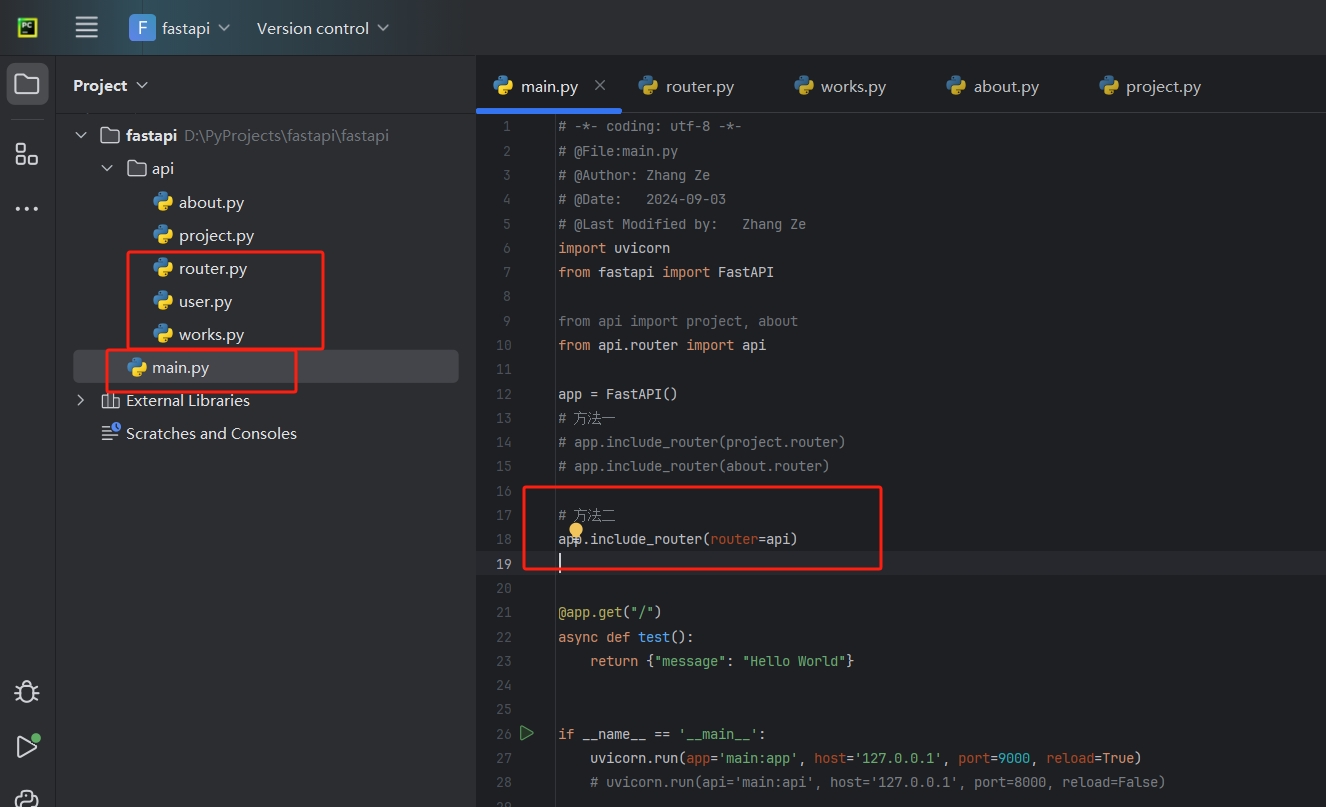 PC
F fastapi Version control
Project
fastapi D:\PyProjects\fastapi\fastapi
api
about.py
project.py
router.py
user.py
works.py
main.py
External Libraries
Scratches and Consoles
main.py router.py works.py about.py project.py
1 # -*- coding: utf-8 -*-
2 # @File:main.py
3 # @Author: Zhang Ze
4 # @Date:   2024-09-03
5 # @Last Modified by:   Zhang Ze
6 import uvicorn
7 from fastapi import FastAPI
8
9 from api import project, about
10 from api.router import api
11
12 app = FastAPI()
13 # 方法一
14 # app.include_router(project.router)
15 # app.include_router(about.router)
16
17 # 方法二
18 app.include_router(router=api)
19
20
21 @app.get("/")
22 async def test():
23     return {"message": "Hello World"}
24
25
26 if __name__ == '__main__':
27     uvicorn.run(app='main:app', host='127.0.0.1', port=9000, reload=True)
28     # uvicorn.run(api='main:api', host='127.0.0.1', port=8000, reload=False)
29